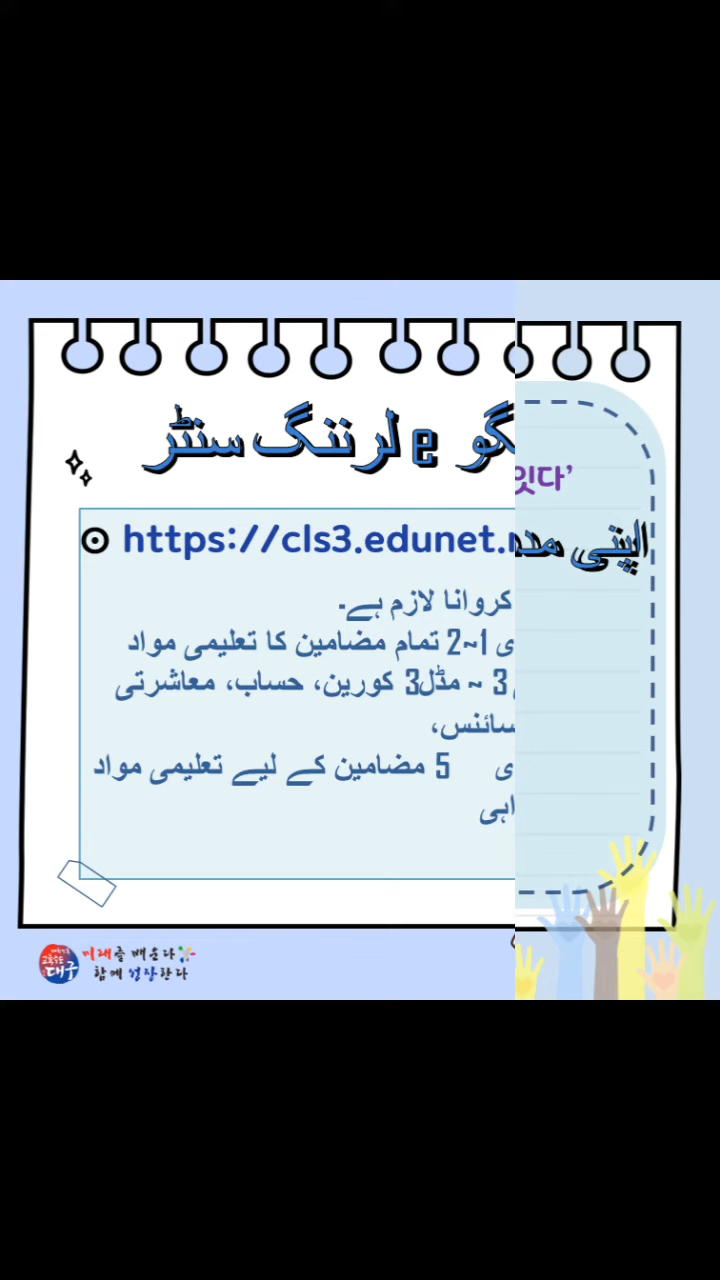 گو e لرننگ سنٹر
잇다’
⊙ https://cls3.edunet.
اپنی
کروانا لازم ہے۔
ی 1~2 تمام مضامین کا تعلیمی مواد
3 ~ مڈل3 کورین، حساب، معاشرتی
سائنس،
ی 5 مضامین کے لیے تعلیمی مواد
اہی
대구
미래를 배운다
함께 성장한다